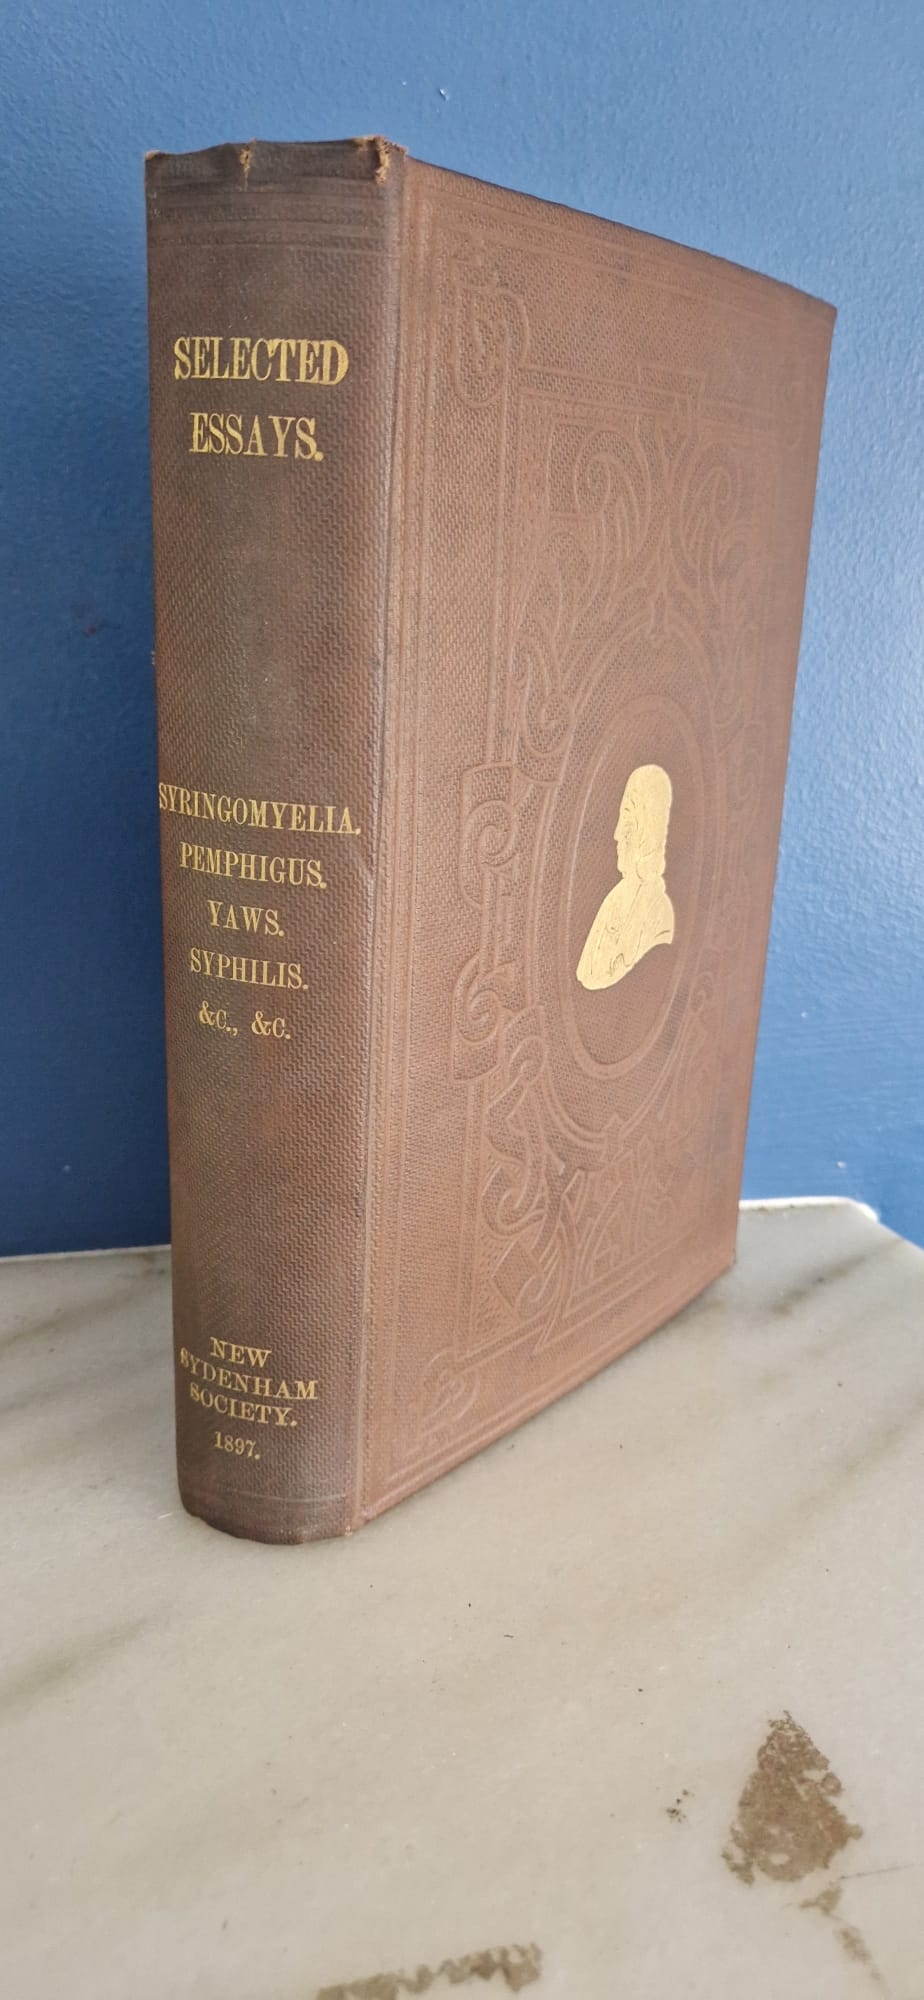 SELECTED
ESSAYS.
SYRINGOMYELIA.
PEMPHIGUS.
YAWS.
SYPHILIS.
&C., &C.
NEW
SYDENHAM
SOCIETY.
1897.